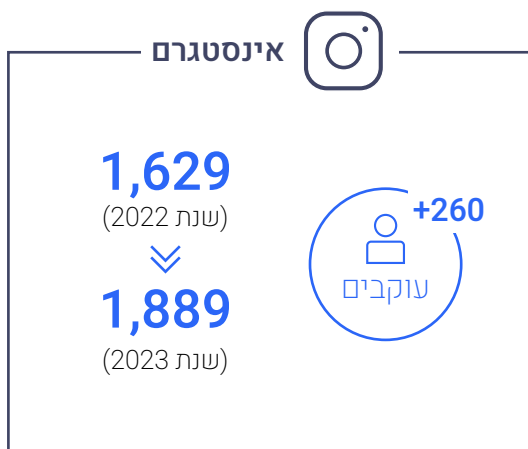 אינסטגרם
+260
עוקבים
1,629
(שנת 2022)
1,889
(שנת 2023)